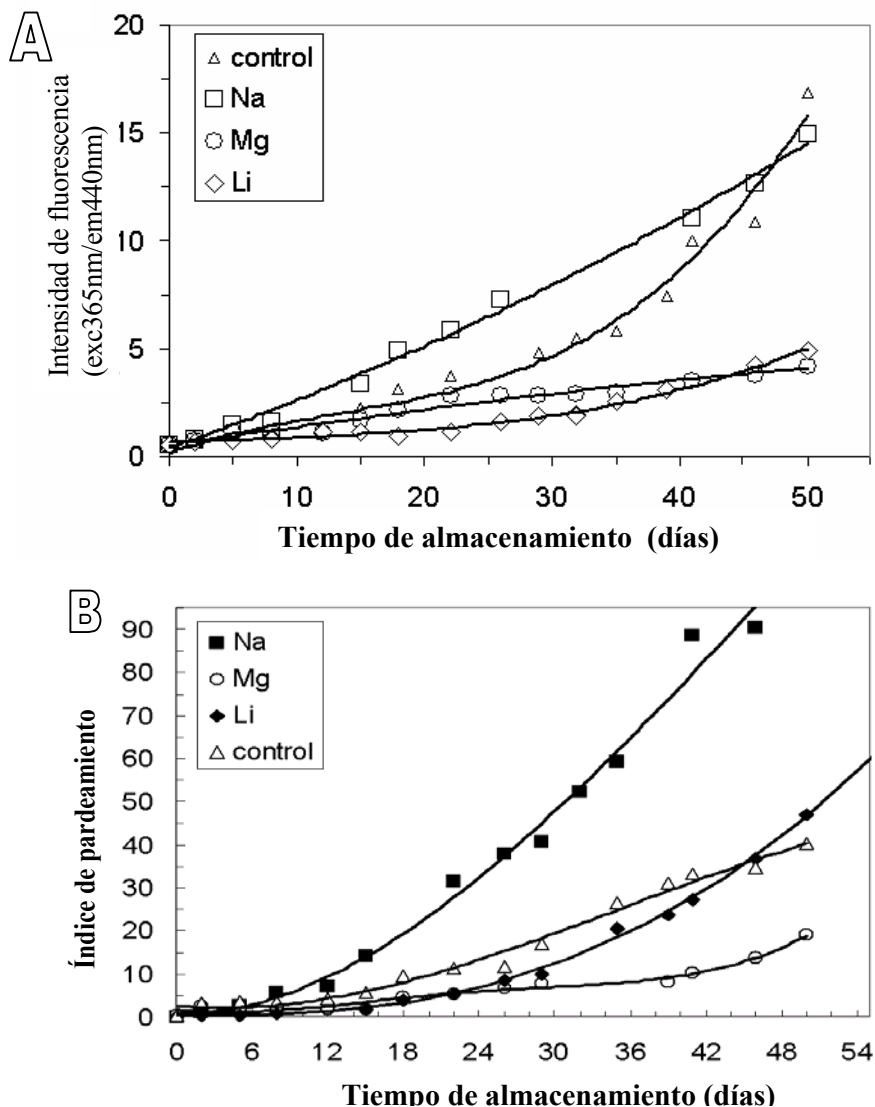 A
20
15
10
5
0
Intensidad de fluorescencia
(exc365nm/em440nm)
control
Na
Mg
Li
0 10 20 30 40 50
Tiempo de almacenamiento (días)
B
90
80
70
60
50
40
30
20
10
0
Índice de pardeamiento
Na
Mg
Li
control
0 6 12 18 24 30 36 42 48 54
Tiempo de almacenamiento (días)